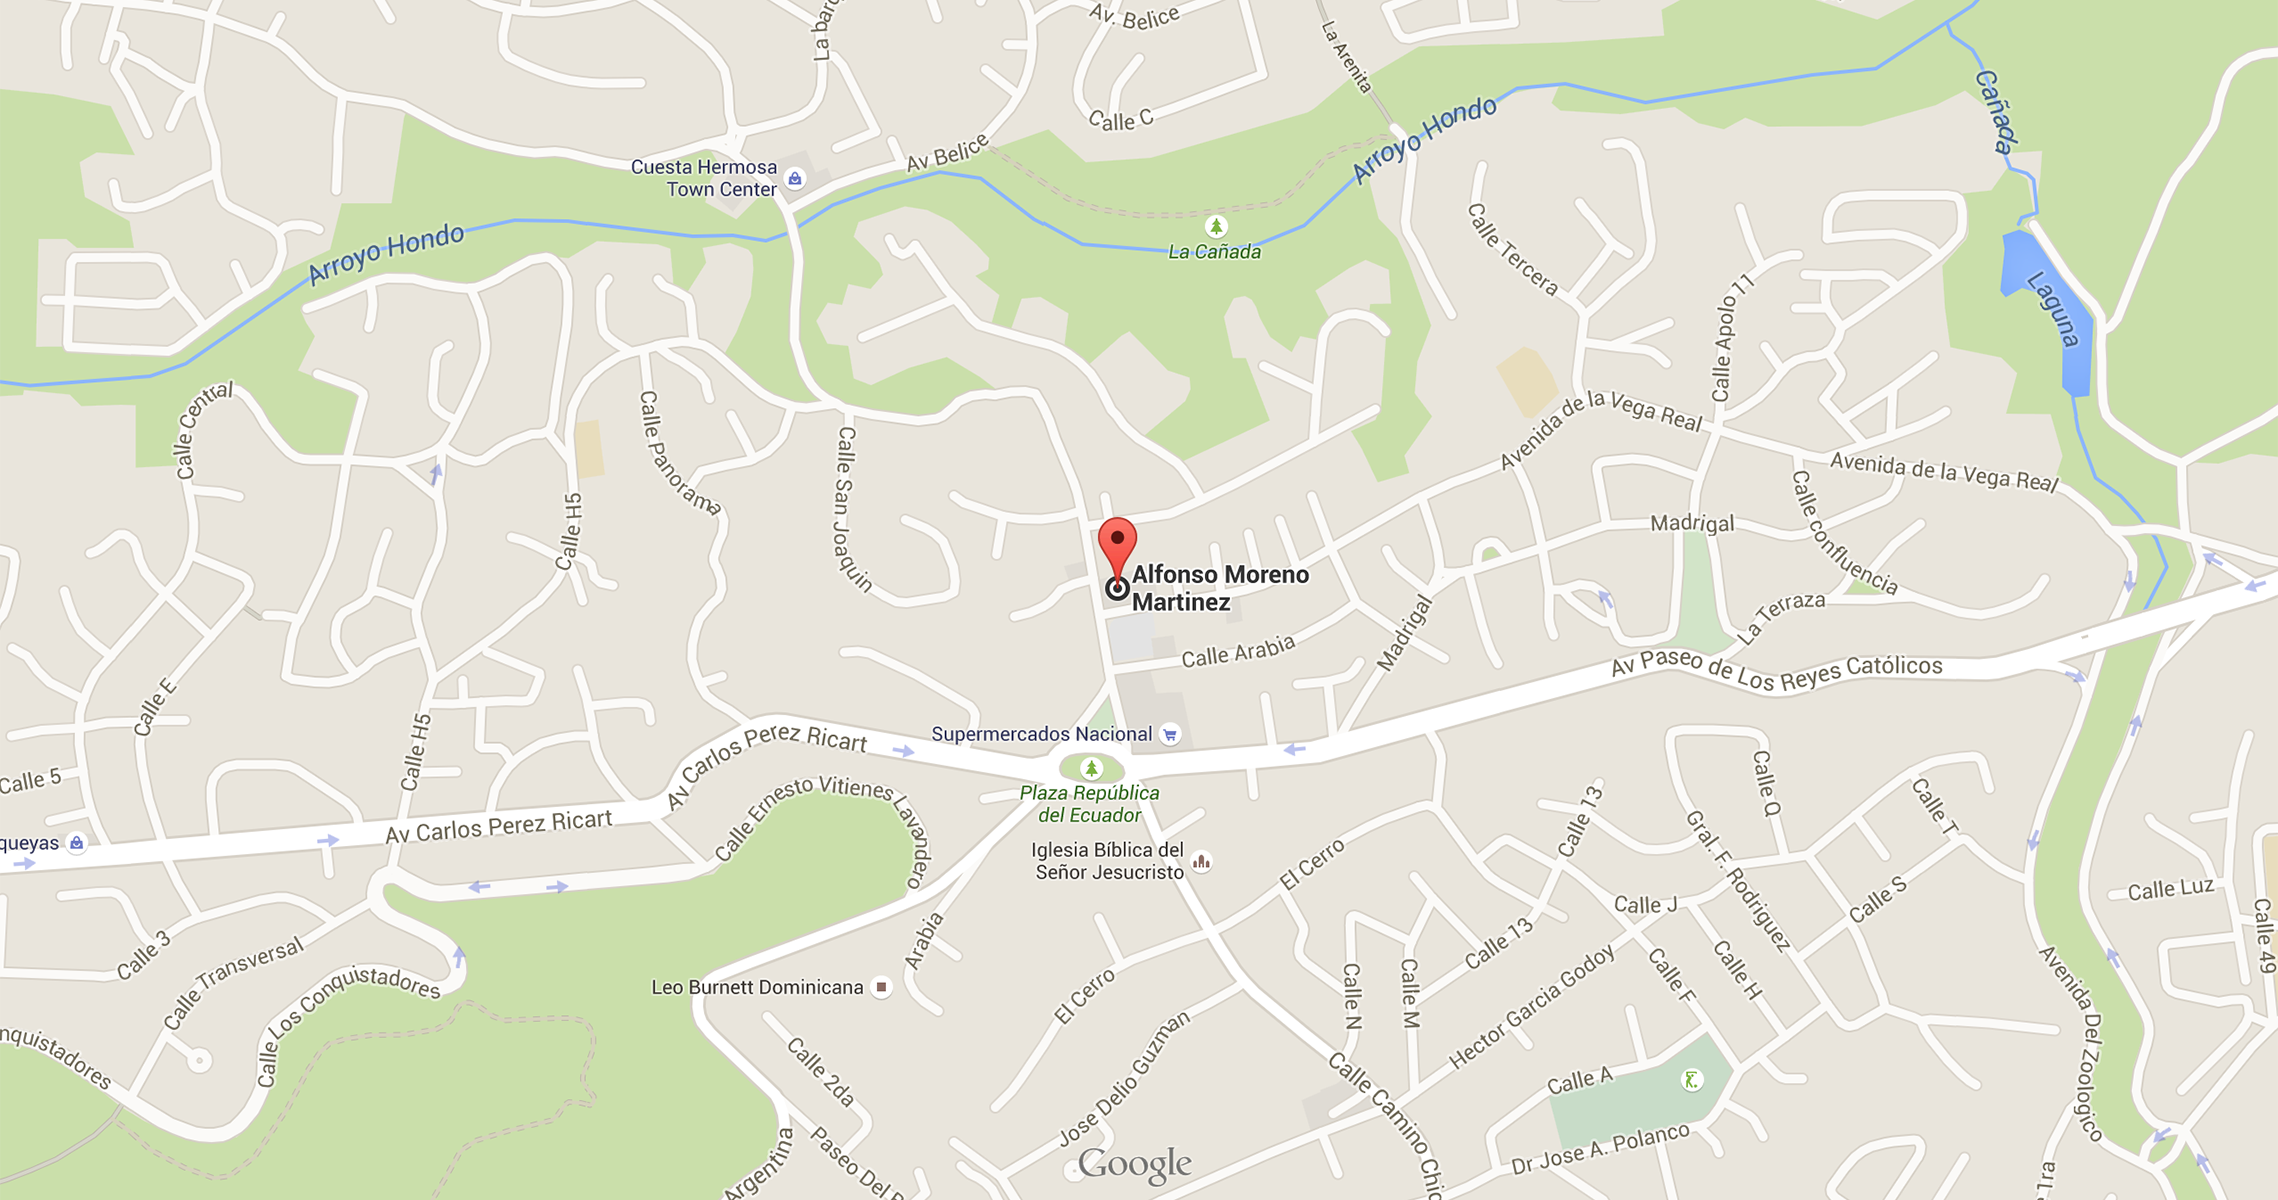 La
Av. Belice
La Arenita
Calle C
Arroyo Hondo
Cañada
Av Belice
Cuesta Hermosa
Town Center
Arroyo Hondo
La Cañada
Calle Tercera
Laguna
Calle Apolo 11
Calle Central
Calle Panorama
Calle San Joaquin
Avenida de la Vega Real
Avenida de la Vega Real
Calle H5
Madrigal
Calle confluencia
Alfonso Moreno
Martinez
La Terraza
Madrigal
Calle Arabia
Av Paseo de Los Reyes Católicos
Calle E
Calle H5
Supermercados Nacional
Av Carlos Perez Ricart
Plaza República
del Ecuador
Calle 5
Calle Ernesto Vitienes Lavandero
Av Carlos Perez Ricart
queyas
Calle Q
Calle 13
Calle T
Gral. F. Rodriguez
Iglesia Bíblica del
Señor Jesucristo
El Cerro
Calle J
Calle S
Calle Luz
Calle 49
Arabia
Calle 3
Calle Transversal
Calle Los Conquistadores
Leo Burnett Dominicana
El Cerro
Calle N
Calle M
Calle 13
Hector Garcia Godoy
Calle F
Calle H
Avenida Del Zoologico
nquistadores
Calle 2da
Jose Delio Guzman
Calle Camino Chic
Calle A
Dr Jose A. Polanco
Argentina
Paseo Del
Google
1ra